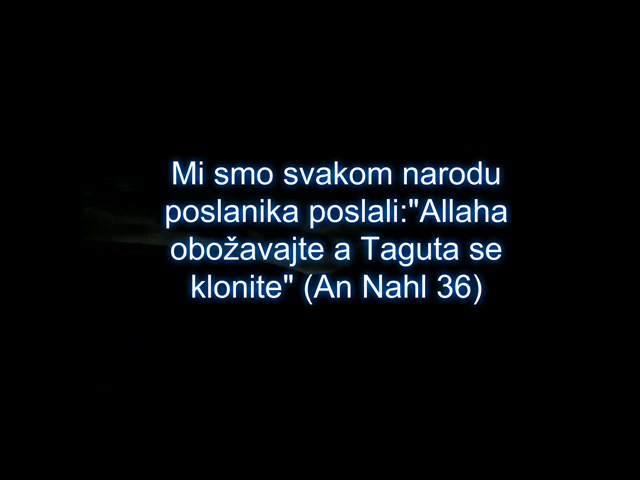 Mi smo svakom narodu
poslanika poslali:"Allaha
obožavajte a Taguta se
klonite" (An Nahl 36)